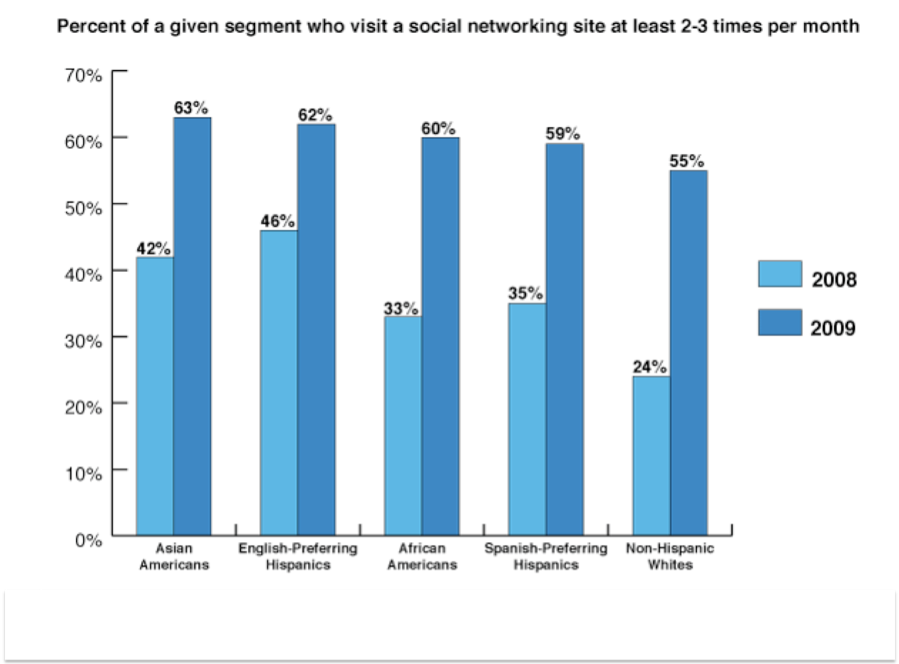 Percent of a given segment who visit a social networking site at least 2-3 times per month
70%
60%
50%
40%
30%
20%
10%
0%
42%
63%
46%
62%
33%
60%
35%
59%
24%
55%
Asian
Americans
English-Preferring
Hispanics
African
Americans
Spanish-Preferring
Hispanics
Non-Hispanic
Whites
2008
2009